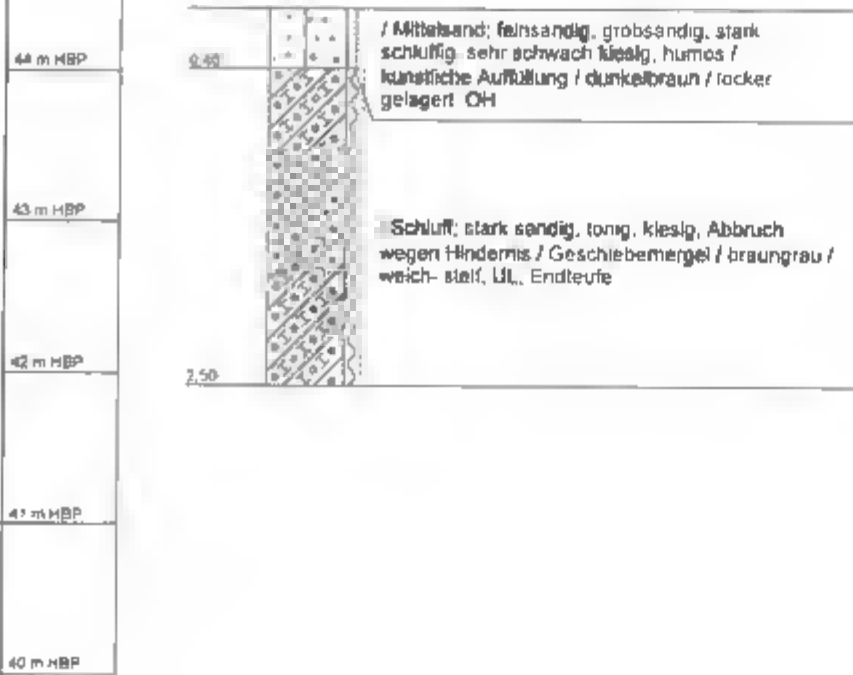 / Mittelsand; feinsandig, grobsandig, stark
schluffig, sehr schwach kiesig, humos /
künstliche Auffüllung / dunkelbraun / locker
gelagert OH
44 m HBP
0,40
43 m HBP
Schluff; stark sandig, tonig, kiesig, Abbruch
wegen Hindernis / Geschiebemergel / braungrau /
weich- steif, UL, Endteufe
42 m HBP
2,50
41 m HBP
40 m HBP